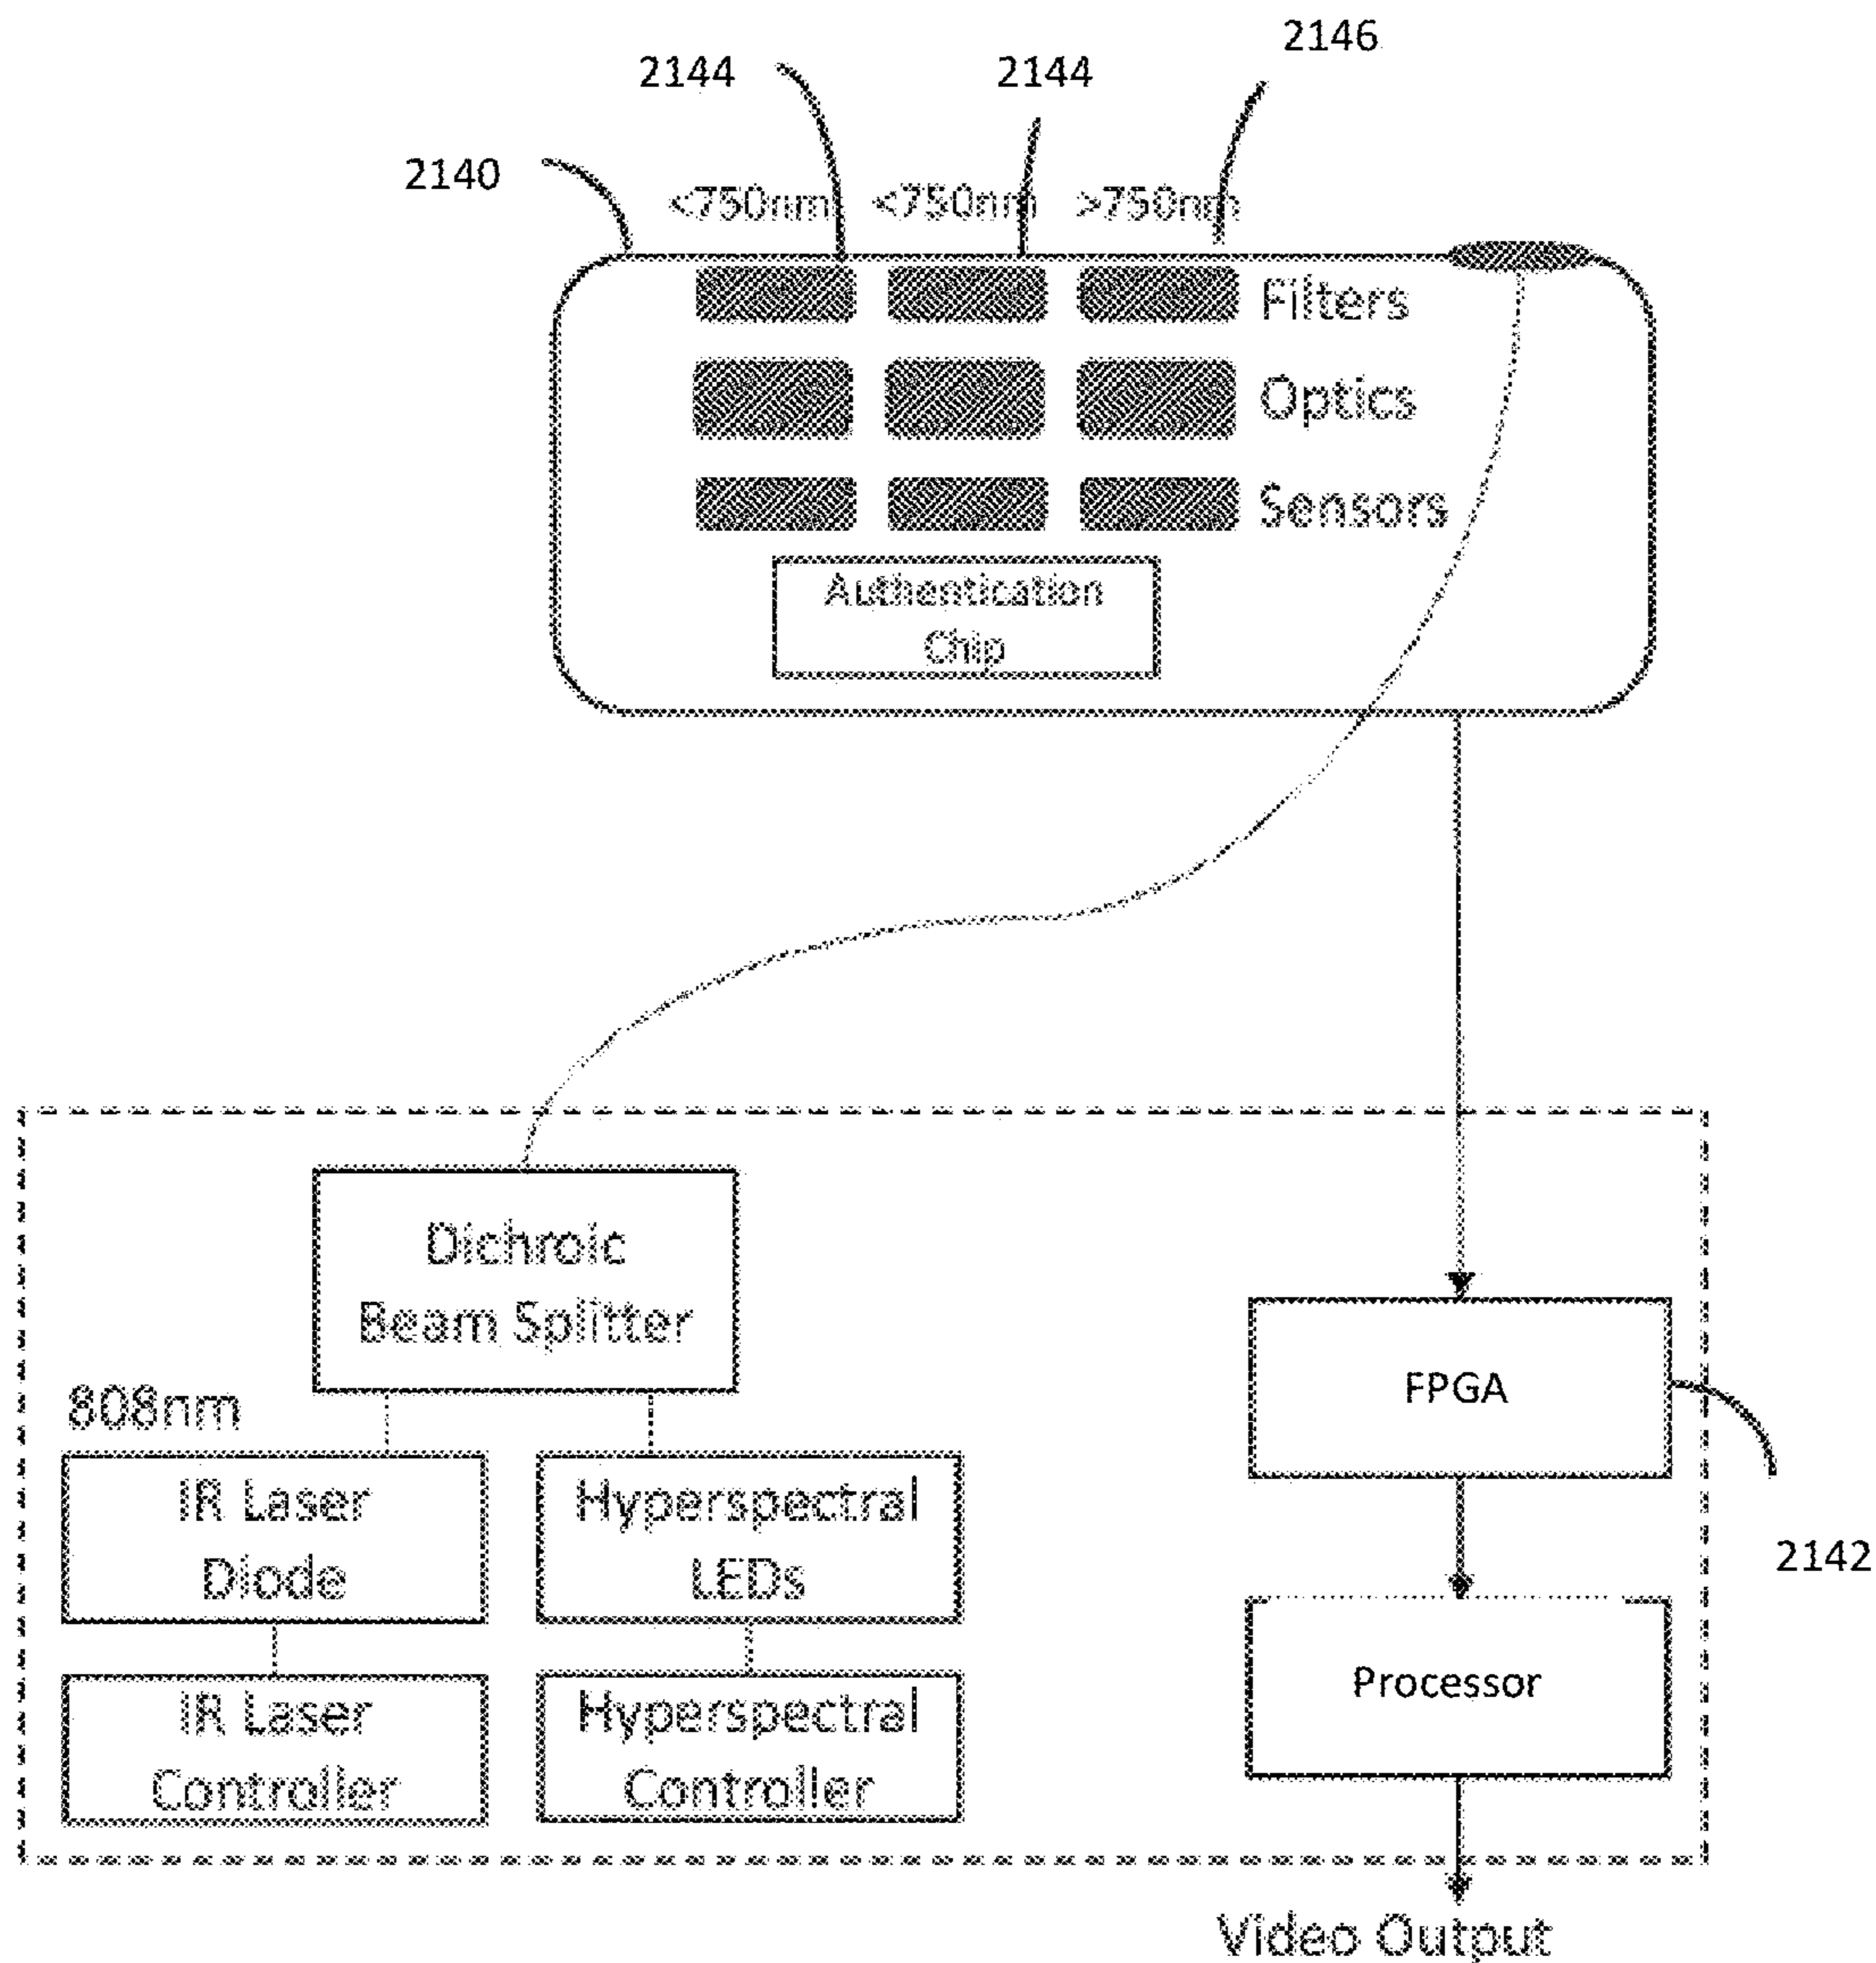 2146
2144
2144
2140
<750nm
<750nm
>750nm
Filters
Optics
Sensors
Authentication
Chip
Dichroic
Beam Splitter
808nm
FPGA
IR Laser
Diode
Hyperspectral
LEDs
2142
IR Laser
Controller
Hyperspectral
Controller
Processor
Video Output